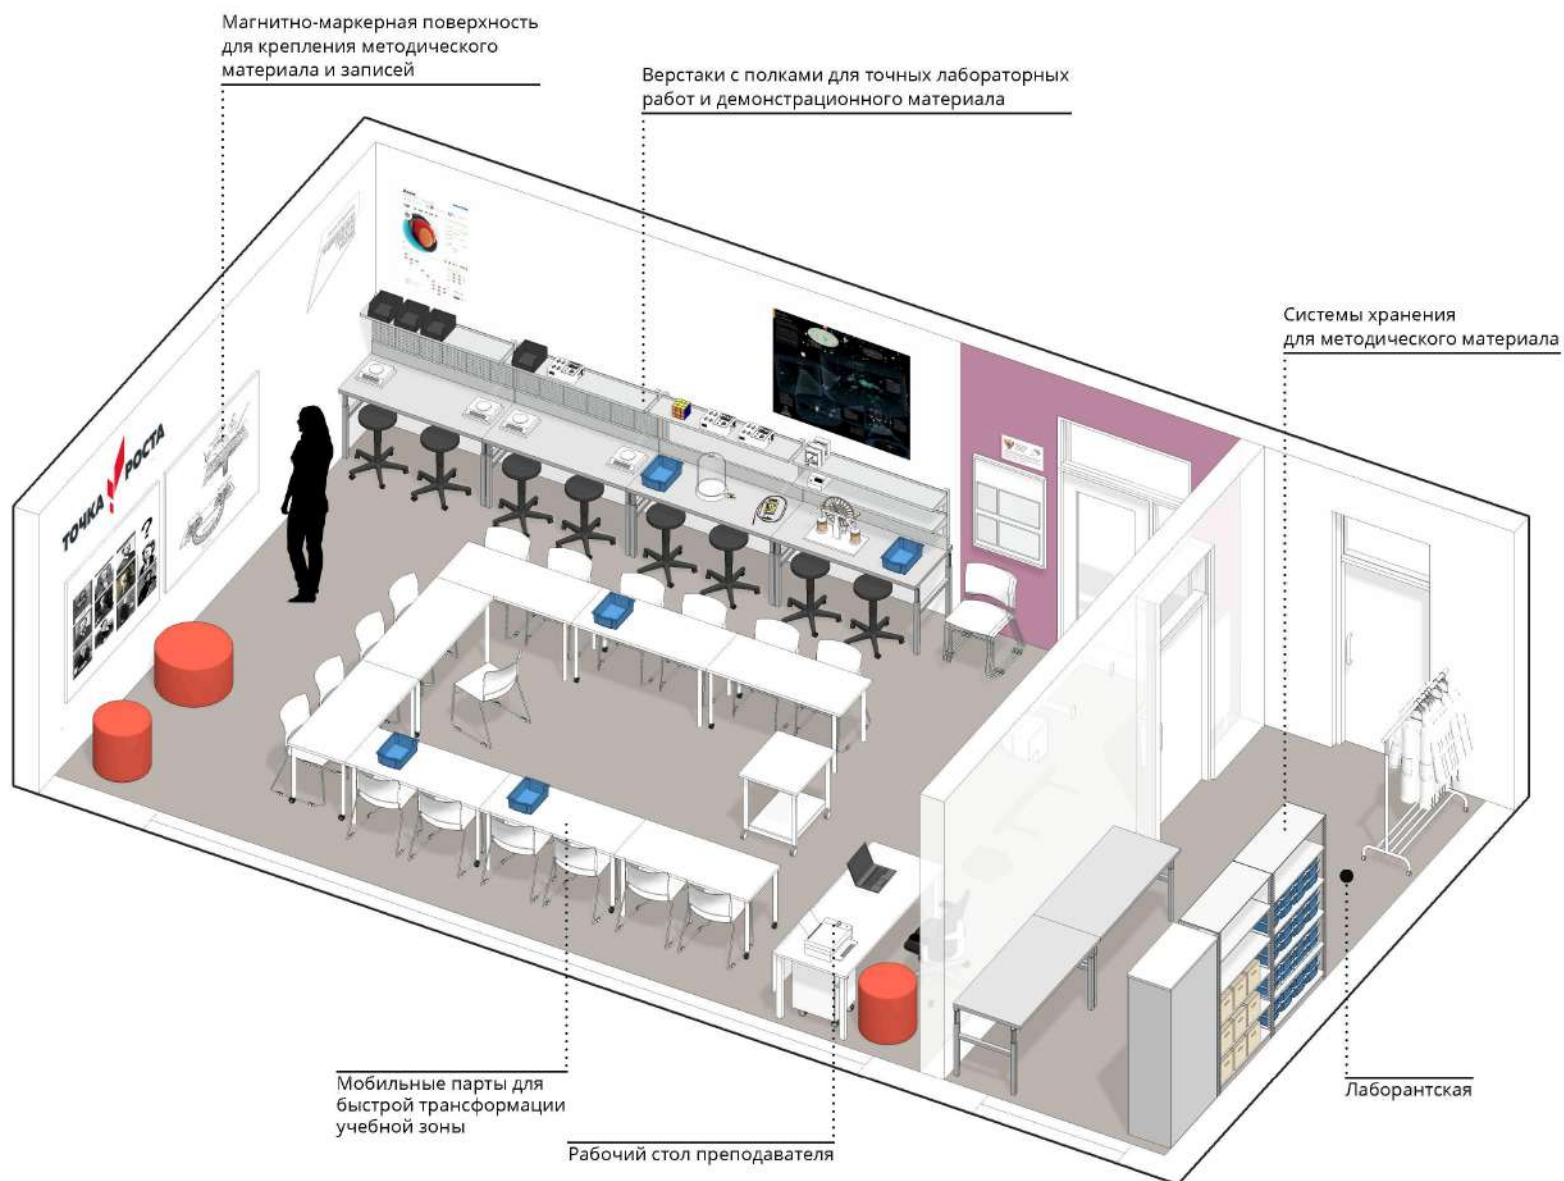 Магнитно-маркерная поверхность
для крепления методического
материала и записей
Верстаки с полками для точных лабораторных
работ и демонстрационного материала
Системы хранения
для методического материала
ТОЧКА РОСТА
?
Мобильные парты для
быстрой трансформации
учебной зоны
Рабочий стол преподавателя
Лаборантская